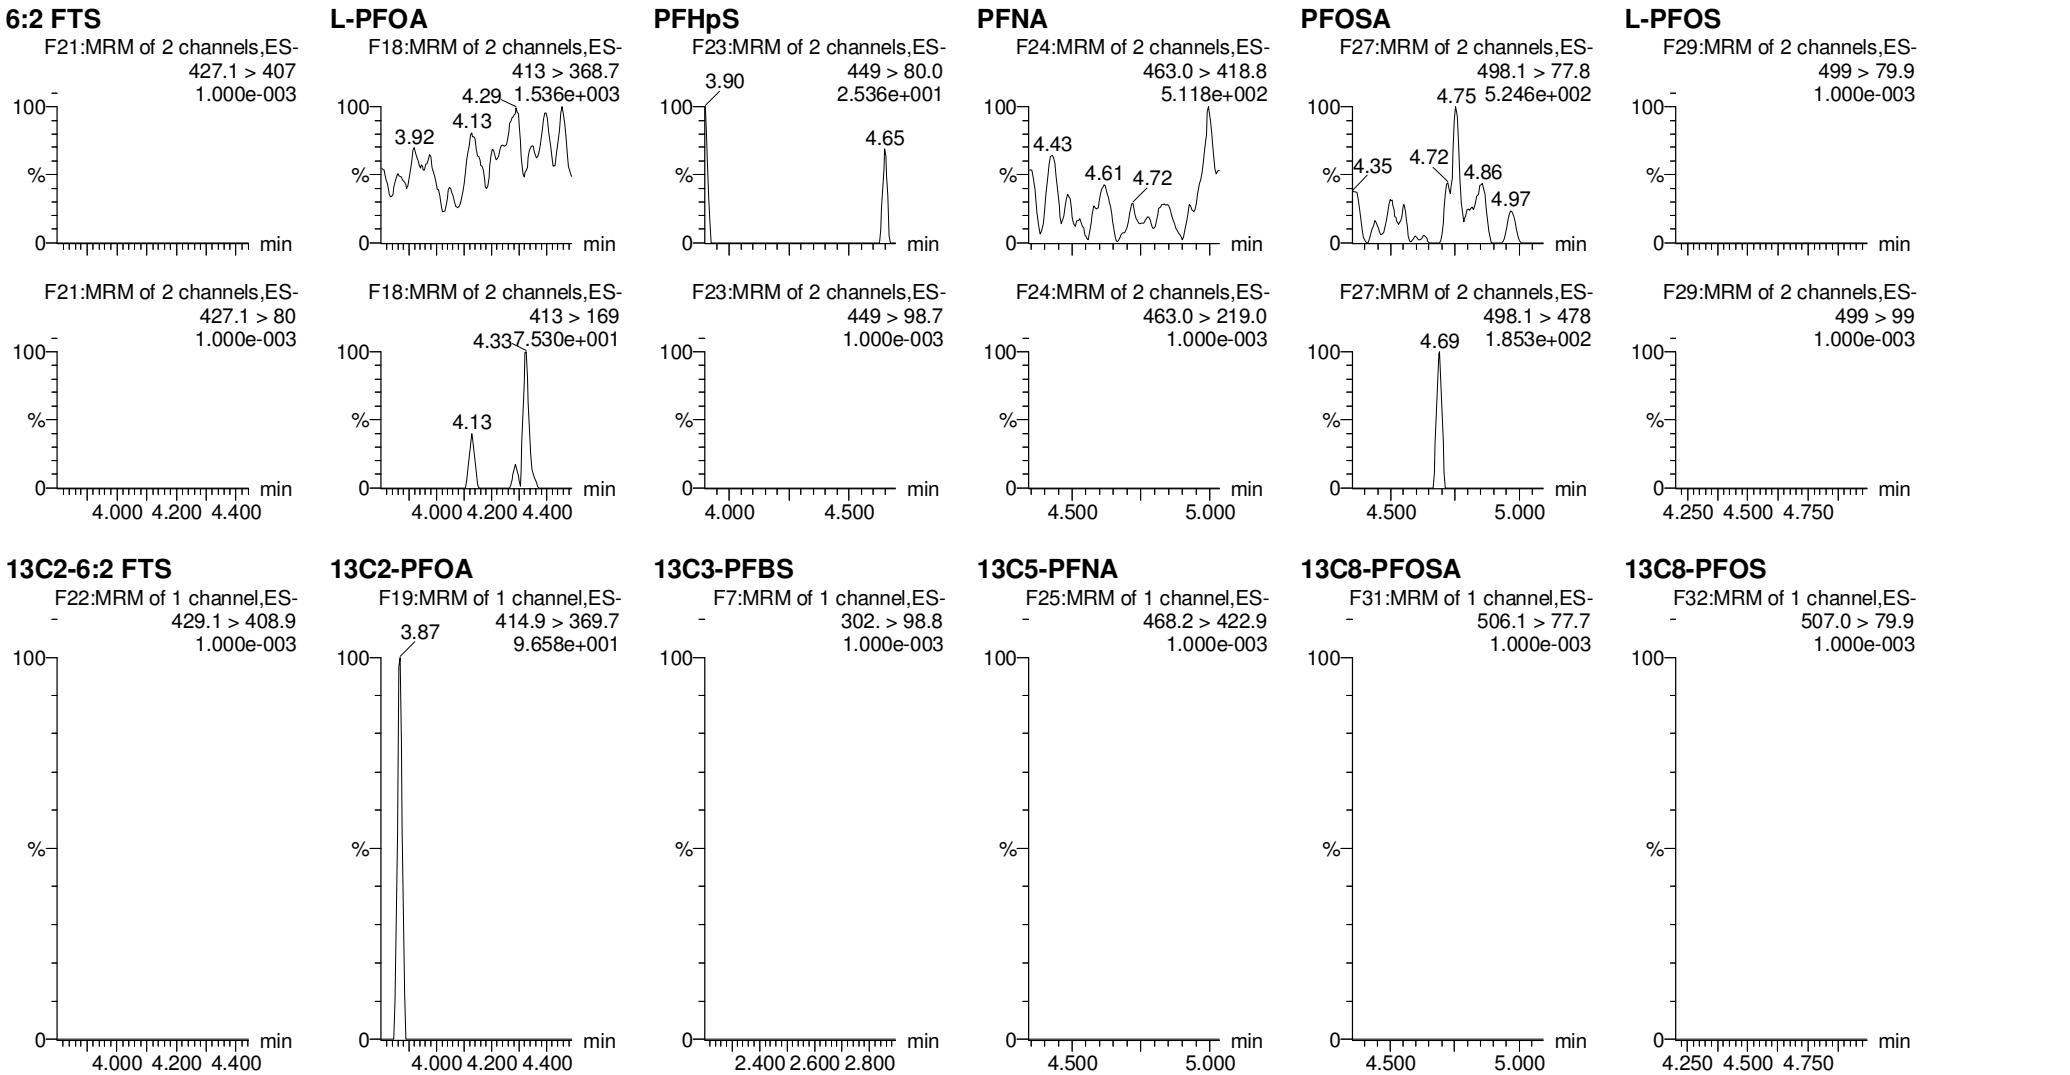 6:2 FTS
F21:MRM of 2 channels,ES-
427.1 > 407
1.000e-003
100
%
0
min
F21:MRM of 2 channels,ES-
427.1 > 80
1.000e-003
100
%
0
min
4.000 4.200 4.400
L-PFOA
F18:MRM of 2 channels,ES-
413 > 368.7
1.536e+003
100
%
0
3.92
4.13
4.29
min
F18:MRM of 2 channels,ES-
413 > 169
7.530e+001
100
%
0
4.13
4.33
min
4.000 4.200 4.400
PFHpS
F23:MRM of 2 channels,ES-
449 > 80.0
2.536e+001
100
%
0
3.90
4.65
min
F23:MRM of 2 channels,ES-
449 > 98.7
1.000e-003
100
%
0
min
4.000 4.500
PFNA
F24:MRM of 2 channels,ES-
463.0 > 418.8
5.118e+002
100
%
0
4.43
4.61
4.72
min
F24:MRM of 2 channels,ES-
463.0 > 219.0
1.000e-003
100
%
0
min
4.500 5.000
PFOSA
F27:MRM of 2 channels,ES-
498.1 > 77.8
5.246e+002
100
%
0
4.35
4.72
4.75
4.86
4.97
min
F27:MRM of 2 channels,ES-
498.1 > 478
1.853e+002
100
%
0
4.69
min
4.500 5.000
L-PFOS
F29:MRM of 2 channels,ES-
499 > 79.9
1.000e-003
100
%
0
min
F29:MRM of 2 channels,ES-
499 > 99
1.000e-003
100
%
0
min
4.250 4.500 4.750
13C2-6:2 FTS
F22:MRM of 1 channel,ES-
429.1 > 408.9
1.000e-003
100
%
0
min
4.000 4.200 4.400
13C2-PFOA
F19:MRM of 1 channel,ES-
414.9 > 369.7
9.658e+001
100
%
0
3.87
min
4.000 4.200 4.400
13C3-PFBS
F7:MRM of 1 channel,ES-
302. > 98.8
1.000e-003
100
%
0
min
2.400 2.600 2.800
13C5-PFNA
F25:MRM of 1 channel,ES-
468.2 > 422.9
1.000e-003
100
%
0
min
4.500 5.000
13C8-PFOSA
F31:MRM of 1 channel,ES-
506.1 > 77.7
1.000e-003
100
%
0
min
4.500 5.000
13C8-PFOS
F32:MRM of 1 channel,ES-
507.0 > 79.9
1.000e-003
100
%
0
min
4.250 4.500 4.750